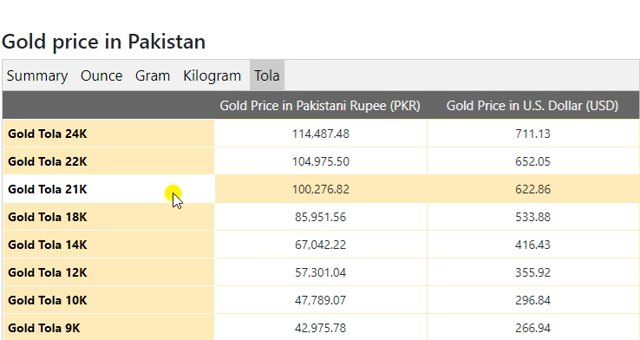 Gold price in Pakistan
Summary Ounce Gram Kilogram Tola
Gold Price in Pakistani Rupee (PKR) Gold Price in U.S. Dollar (USD)
Gold Tola 24K 114,487.48 711.13
Gold Tola 22K 104,975.50 652.05
Gold Tola 21K 100,276.82 622.86
Gold Tola 18K 85,951.56 533.88
Gold Tola 14K 67,042.22 416.43
Gold Tola 12K 57,301.04 355.92
Gold Tola 10K 47,789.07 296.84
Gold Tola 9K 42,975.78 266.94